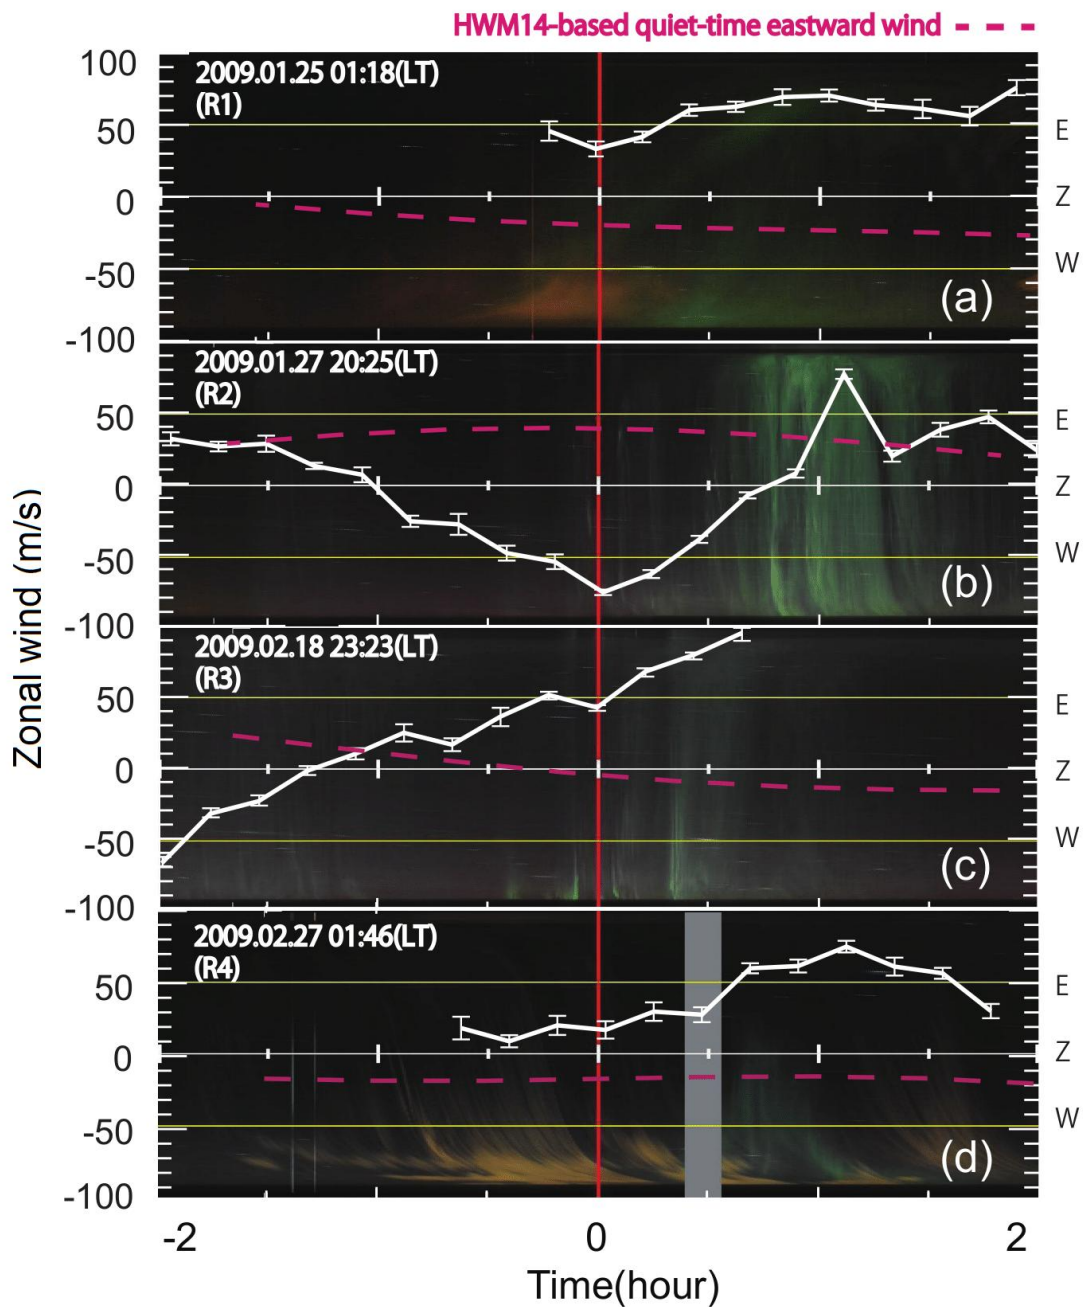 HWM14-based quiet-time eastward wind
100
50
0
-50
-100
2009.01.25 01:18(LT)
(R1)
E
Z
W
(a)
50
0
-50
-100
2009.01.27 20:25(LT)
(R2)
E
Z
W
(b)
50
0
-50
-100
2009.02.18 23:23(LT)
(R3)
E
Z
W
(c)
50
0
-50
-100
2009.02.27 01:46(LT)
(R4)
E
Z
W
(d)
Zonal wind (m/s)
-2
0
2
Time(hour)